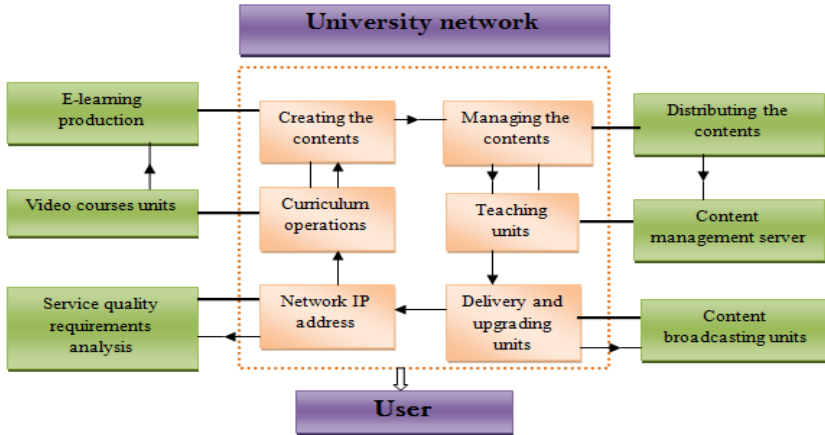 University network
E-learning
production
Creating the
contents
Managing the
contents
Distributing the
contents
Video courses units
Curriculum
operations
Teaching
units
Content
management server
Service quality
requirements
analysis
Network IP
address
Delivery and
upgrading
units
Content
broadcasting units
User